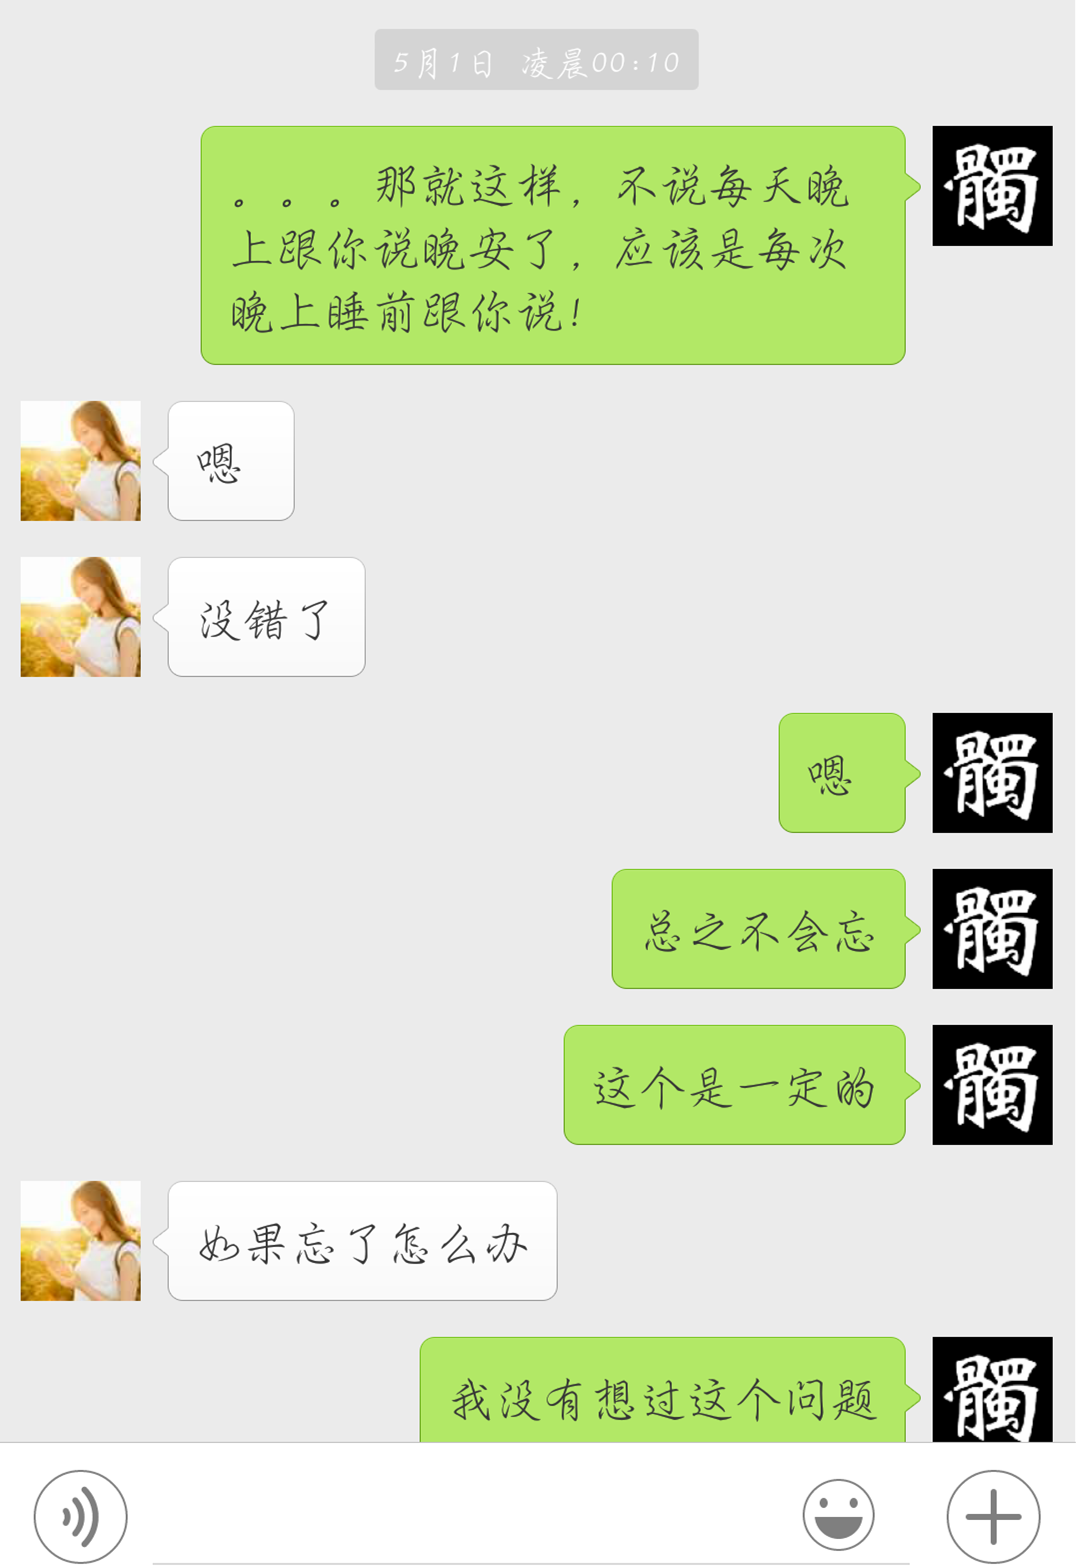 5月1日 凌晨00:10
。。。那就这样，不说每天晚
上跟你说晚安了，应该是每次
晚上睡前跟你说！
髑
嗯
没错了
嗯
髑
总之不会忘
髑
这个是一定的
髑
如果忘了怎么办
我没有想过这个问题
髑